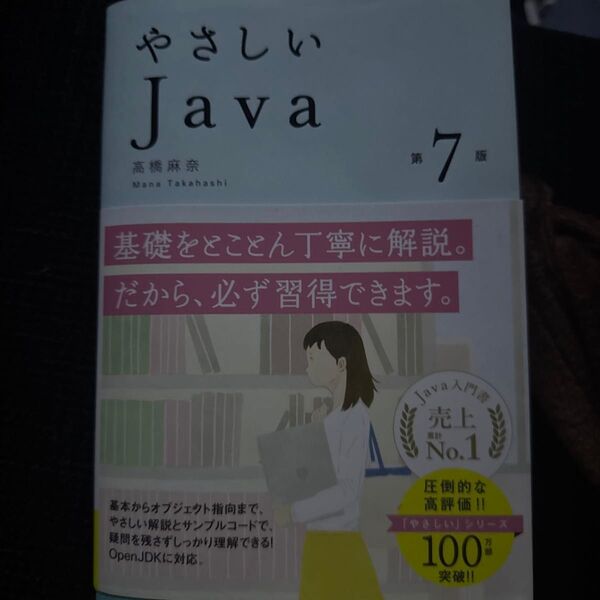 やさしい
Java
高橋麻奈
Mana Takahashi
第7版
基礎をとことん丁寧に解説。
だから、必ず習得できます。
Java入門書
売上
累計
No.1
圧倒的な
高評価!!
「やさしい」シリーズ
100万部
突破!!
基本からオブジェクト指向まで、
やさしい解説とサンプルコードで、
疑問を残さずしっかり理解できる!
OpenJDKに対応。